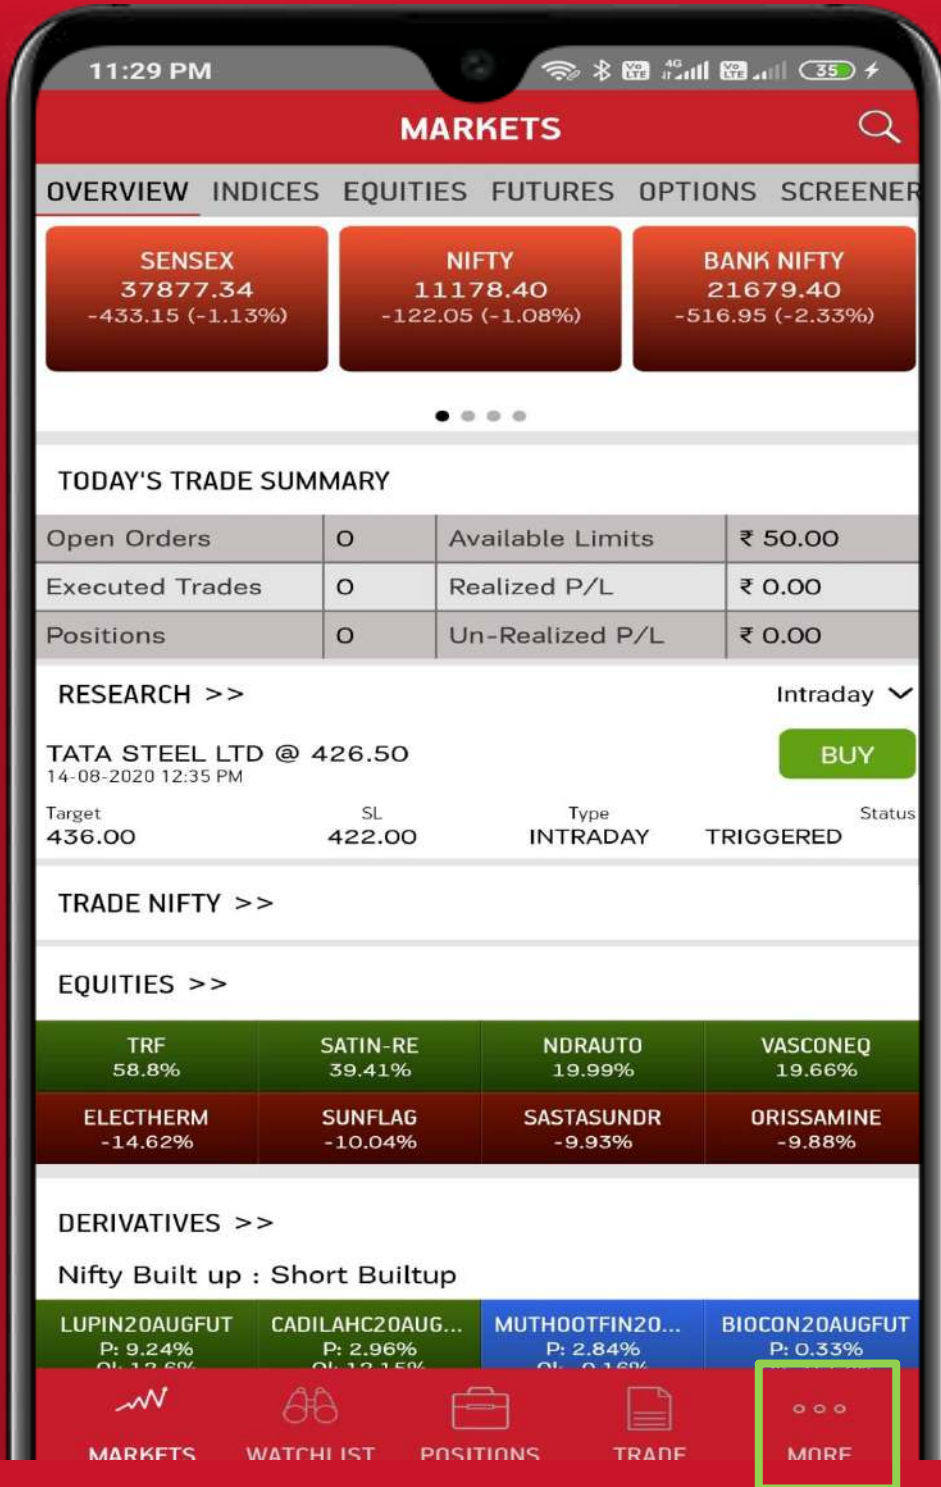 11:29 PM Vo LTE 4G Vo LTE 35
MARKETS
OVERVIEW INDICES EQUITIES FUTURES OPTIONS SCREENER
SENSEX NIFTY BANK NIFTY
37877.34 11178.40 21679.40
-433.15 (-1.13%) -122.05 (-1.08%) -516.95 (-2.33%)
TODAY'S TRADE SUMMARY
Open Orders 0 Available Limits ₹ 50.00
Executed Trades 0 Realized P/L ₹ 0.00
Positions 0 Un-Realized P/L ₹ 0.00
RESEARCH >> Intraday
TATA STEEL LTD @ 426.50 BUY
14-08-2020 12:35 PM
Target SL Type Status
436.00 422.00 INTRADAY TRIGGERED
TRADE NIFTY >>
EQUITIES >>
TRF SATIN-RE NDRAUTO VASCONEQ
58.8% 39.41% 19.99% 19.66%
ELECTHERM SUNFLAG SASTASUNDR ORISSAMINE
-14.62% -10.04% -9.93% -9.88%
DERIVATIVES >>
Nifty Built up : Short Builtup
LUPIN20AUGFUT CADILAHC20AUG... MUTHOOTFIN20... BIOCON20AUGFUT
P: 9.24% P: 2.96% P: 2.84% P: 0.33%
MARKETS WATCHLIST POSITIONS TRADE MORE